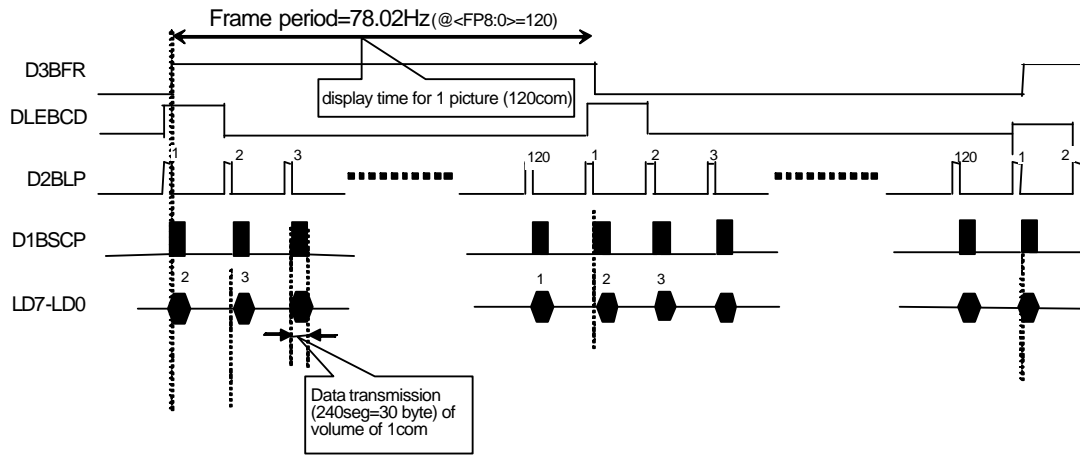 Frame period=78.02Hz(@<FP8:0>=120)
D3BFR
display time for 1 picture (120com)
DLEBCD
D2BLP
1 2 3 120 1 2 3 120 1 2
D1BSCP
LD7-LD0
2 3 1 2 3
Data transmission
(240seg=30 byte) of
volume of 1com